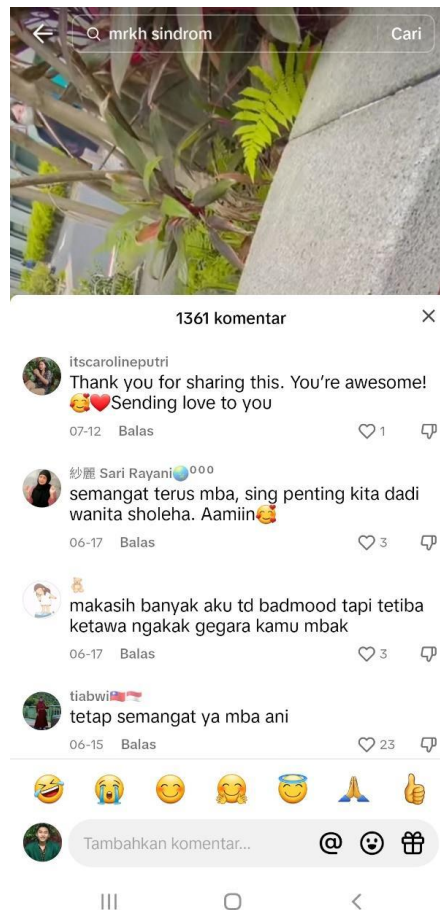 mrkh sindrom
Cari
1361 komentar
itscarolineputri
Thank you for sharing this. You're awesome!
🥰❤️Sending love to you
07-12 Balas 1
紗麗 Sari Rayani🌏⁰⁰⁰
semangat terus mba, sing penting kita dadi
wanita sholeha. Aamiin🥰
06-17 Balas 3
🧸
makasih banyak aku td badmood tapi tetiba
ketawa ngakak gegara kamu mbak
06-17 Balas 3
tiabwi🇹🇼🇮🇩
tetap semangat ya mba ani
06-15 Balas 23
Tambahkan komentar...